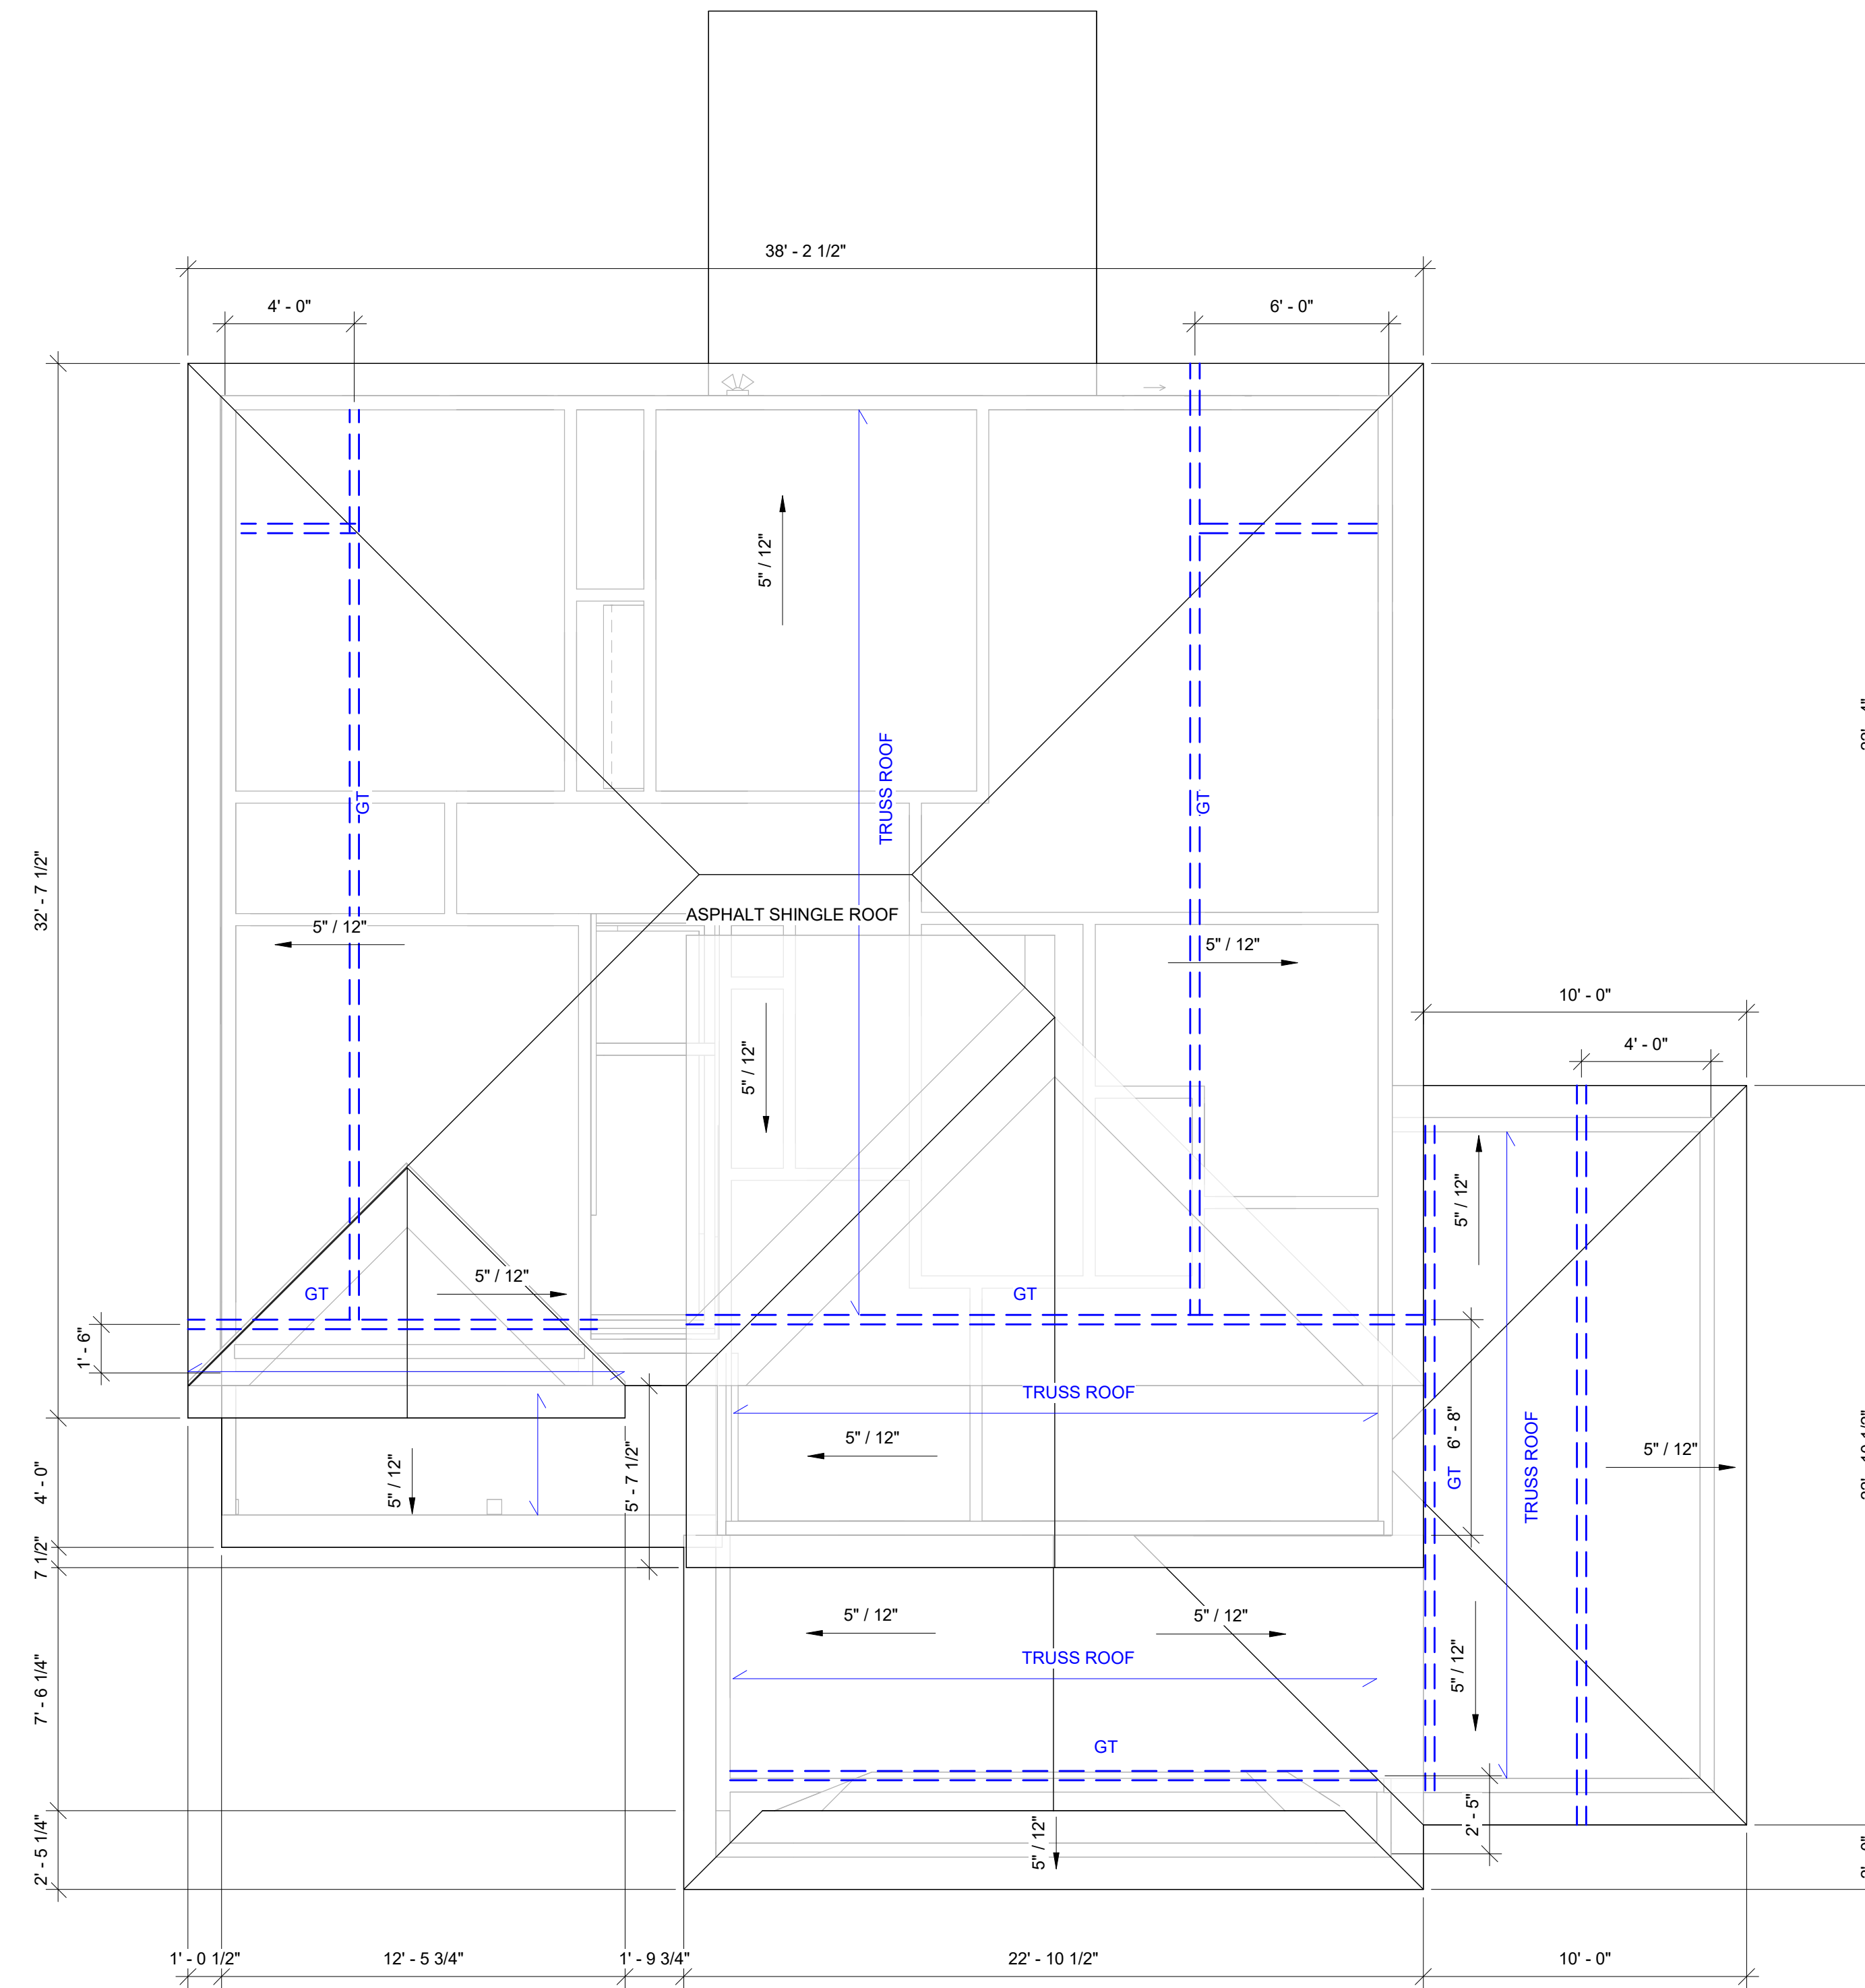 38' - 2 1/2"
4' - 0"
6' - 0"
5" / 12"
TRUSS ROOF
GT
GT
32' - 7 1/2"
ASPHALT SHINGLE ROOF
5" / 12"
5" / 12"
10' - 0"
4' - 0"
5" / 12"
5" / 12"
5" / 12"
GT
GT
1' - 6"
TRUSS ROOF
6' - 8"
GT
TRUSS ROOF
5" / 12"
5" / 12"
5" / 12"
5' - 7 1/2"
4' - 0"
7 1/2"
5" / 12"
5" / 12"
TRUSS ROOF
5" / 12"
7' - 6 1/4"
GT
2' - 5"
5" / 12"
2' - 5 1/4"
1' - 0 1/2"
12' - 5 3/4"
1' - 9 3/4"
22' - 10 1/2"
10' - 0"